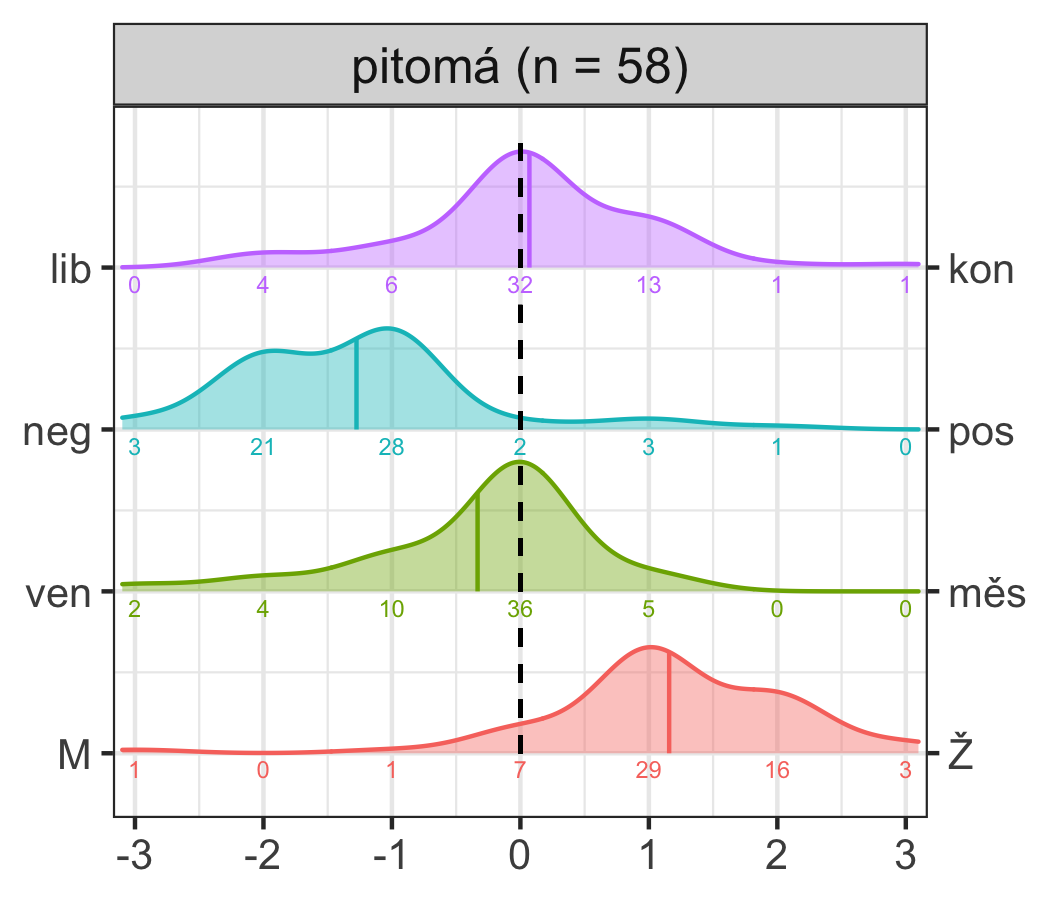 pitomá (n = 58)
lib kon
0 4 6 32 13 1 1
neg pos
3 21 28 2 3 1 0
ven měs
2 4 10 36 5 0 0
M Ž
1 0 1 7 29 16 3
-3 -2 -1 0 1 2 3